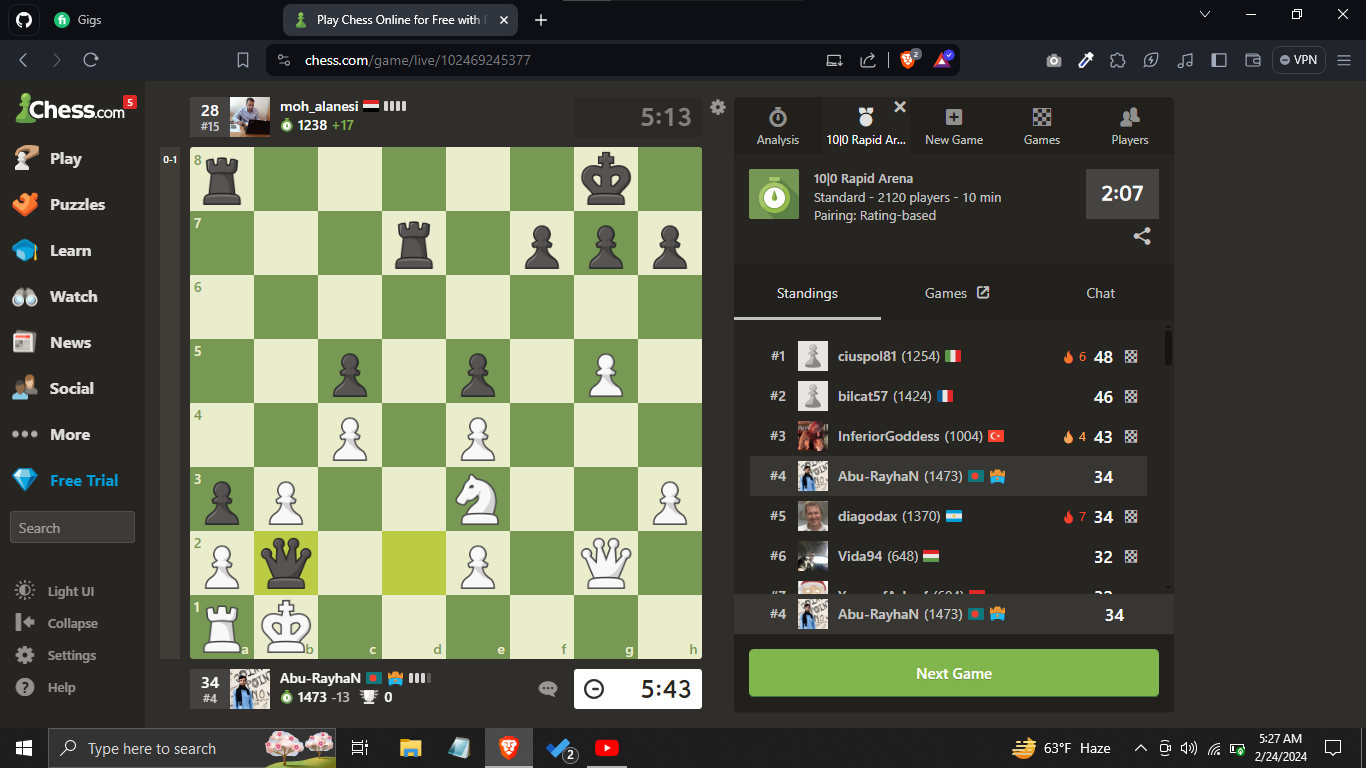 Gigs
Play Chess Online for Free with
chess.com/game/live/102469245377
2
VPN
Chess.com
5
Play
Puzzles
Learn
Watch
News
Social
More
Free Trial
Search
Light UI
Collapse
Settings
Help
28
#15
moh_alanesi
1238 +17
5:13
0-1
8
7
6
5
4
3
2
1
a b c d e f g h
34
#4
Abu-RayhaN
1473 -13 0
5:43
Analysis
10|0 Rapid Ar...
New Game
Games
Players
10|0 Rapid Arena
Standard - 2120 players - 10 min
Pairing: Rating-based
2:07
Standings
Games
Chat
#1 ciuspol81 (1254) 6 48
#2 bilcat57 (1424) 46
#3 InferiorGoddess (1004) 4 43
#4 Abu-RayhaN (1473) 34
#5 diagodax (1370) 7 34
#6 Vida94 (648) 32
#4 Abu-RayhaN (1473) 34
Next Game
Type here to search
2
63°F Haze
5:27 AM
2/24/2024